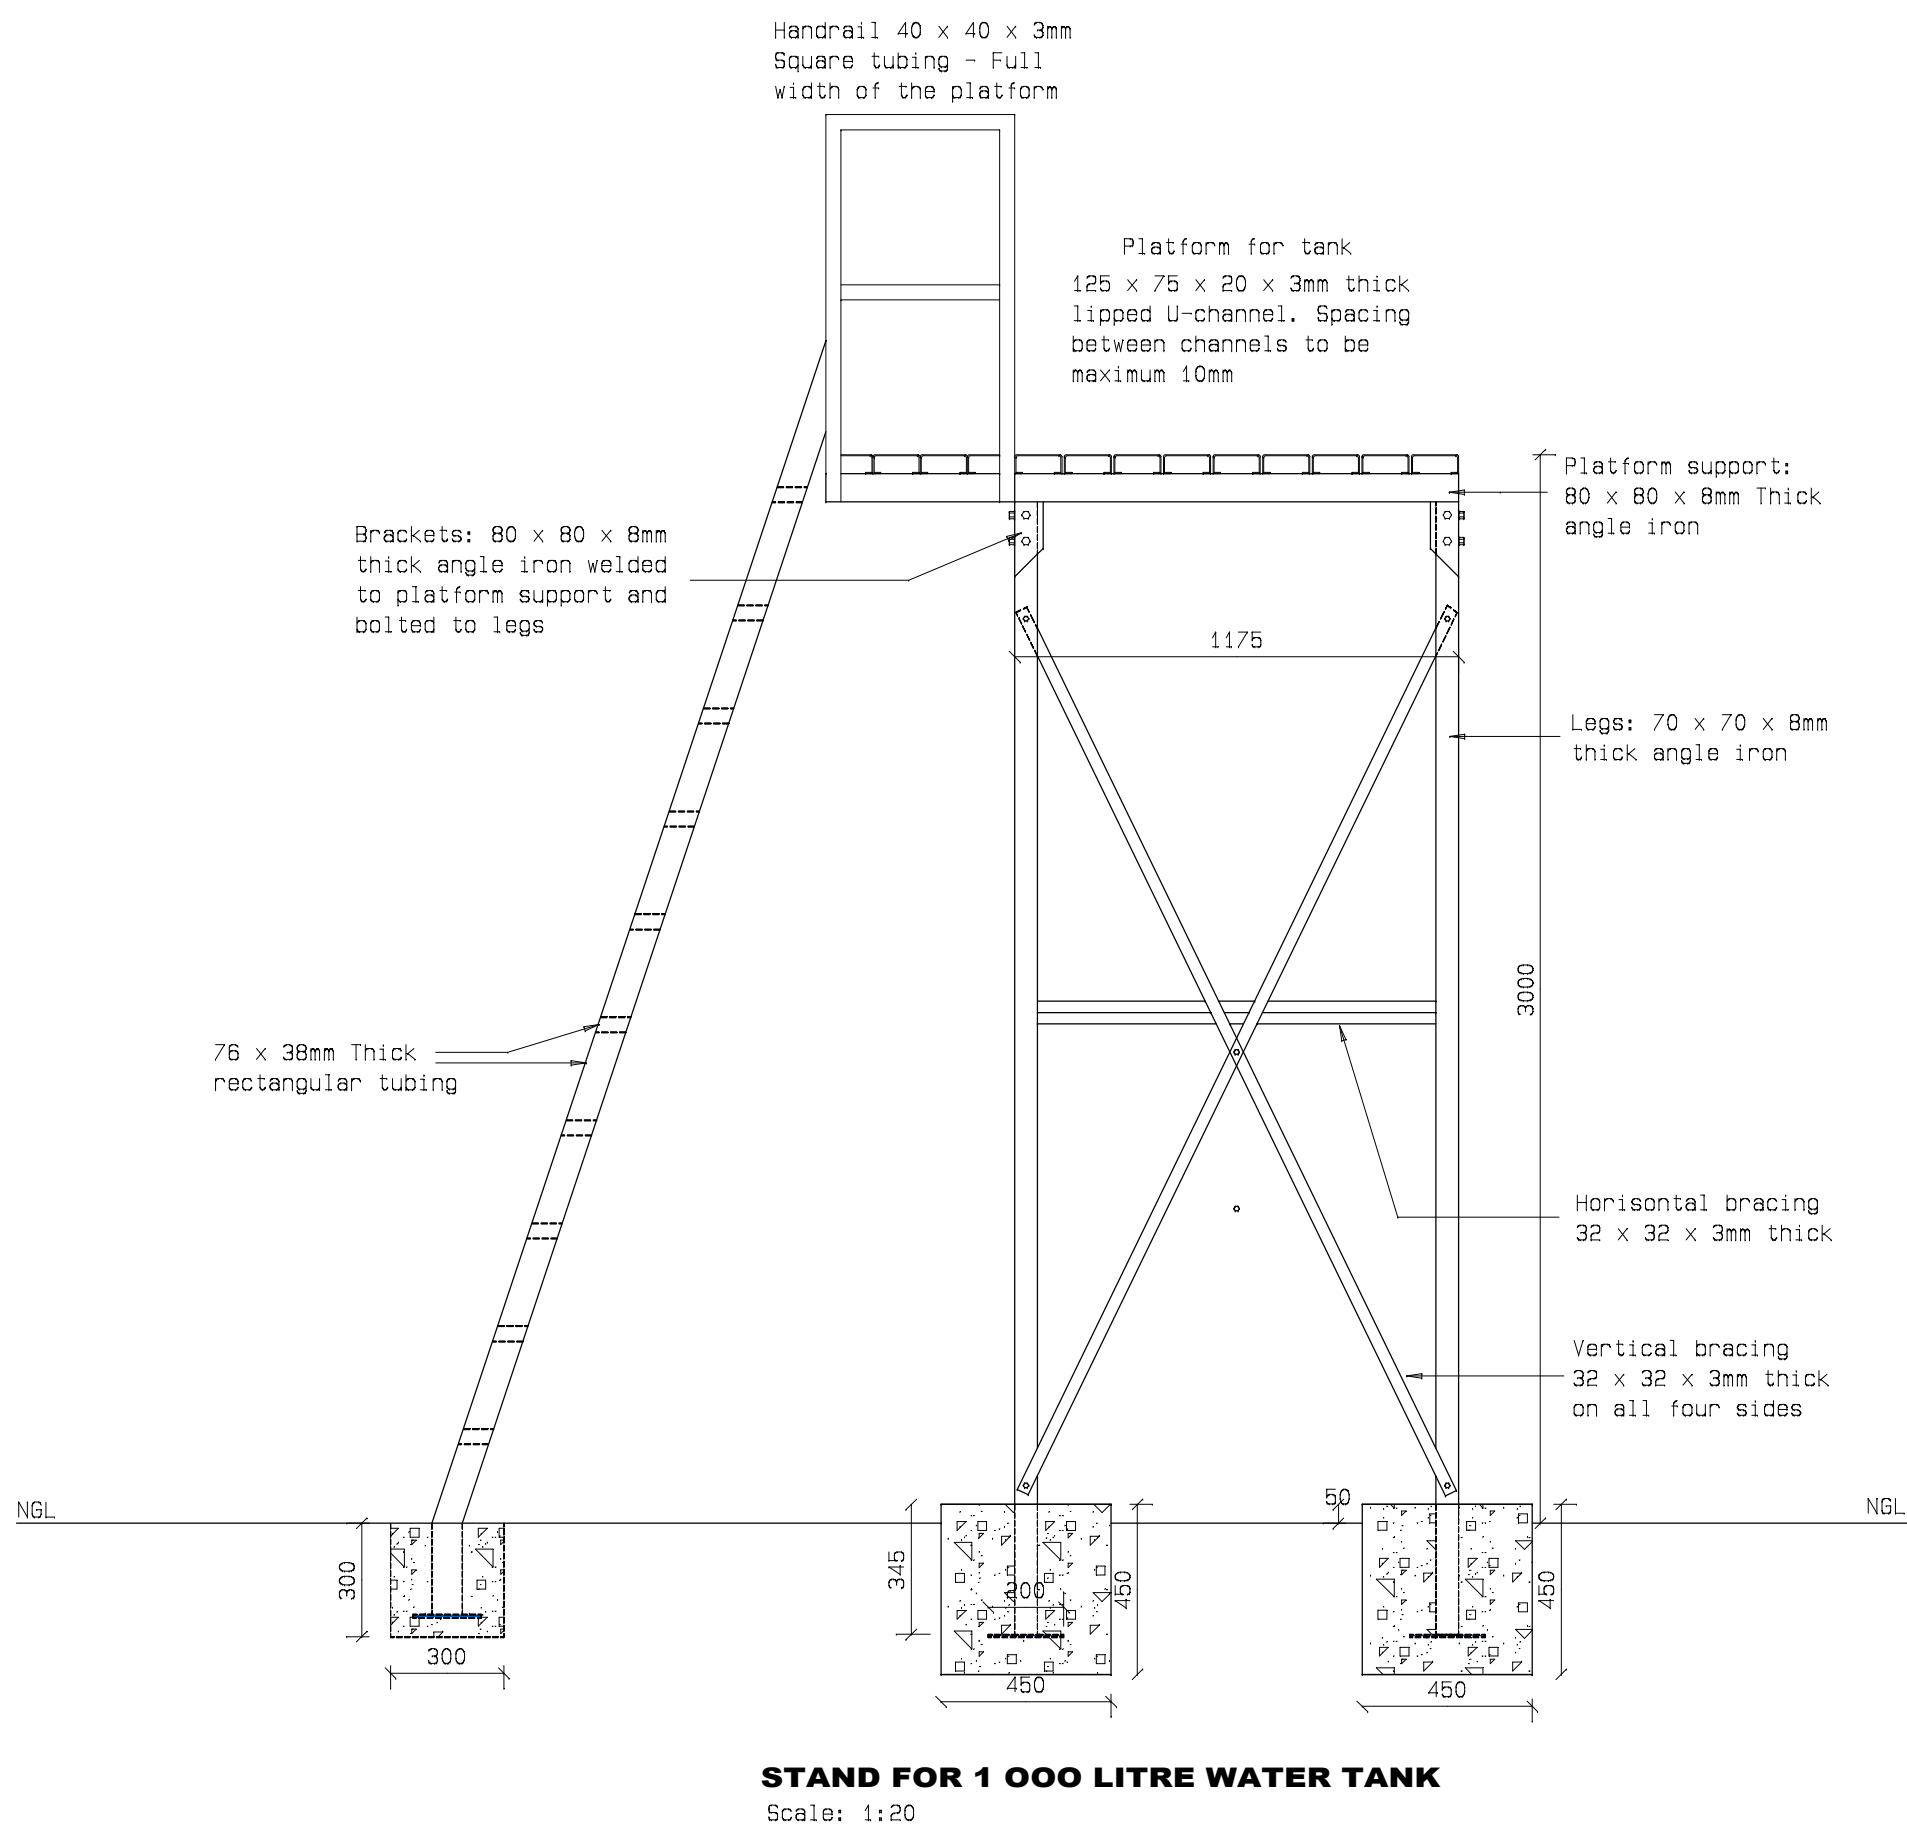 Handrail 40 x 40 x 3mm
Square tubing - Full
width of the platform
Platform for tank
125 x 75 x 20 x 3mm thick
lipped U-channel. Spacing
between channels to be
maximum 10mm
Platform support:
80 x 80 x 8mm Thick
angle iron
Brackets: 80 x 80 x 8mm
thick angle iron welded
to platform support and
bolted to legs
1175
Legs: 70 x 70 x 8mm
thick angle iron
3000
76 x 38mm Thick
rectangular tubing
Horisontal bracing
32 x 32 x 3mm thick
Vertical bracing
32 x 32 x 3mm thick
on all four sides
NGL
50
NGL
300
345
200
450
450
300
450
450
STAND FOR 1 OOO LITRE WATER TANK
Scale: 1:20